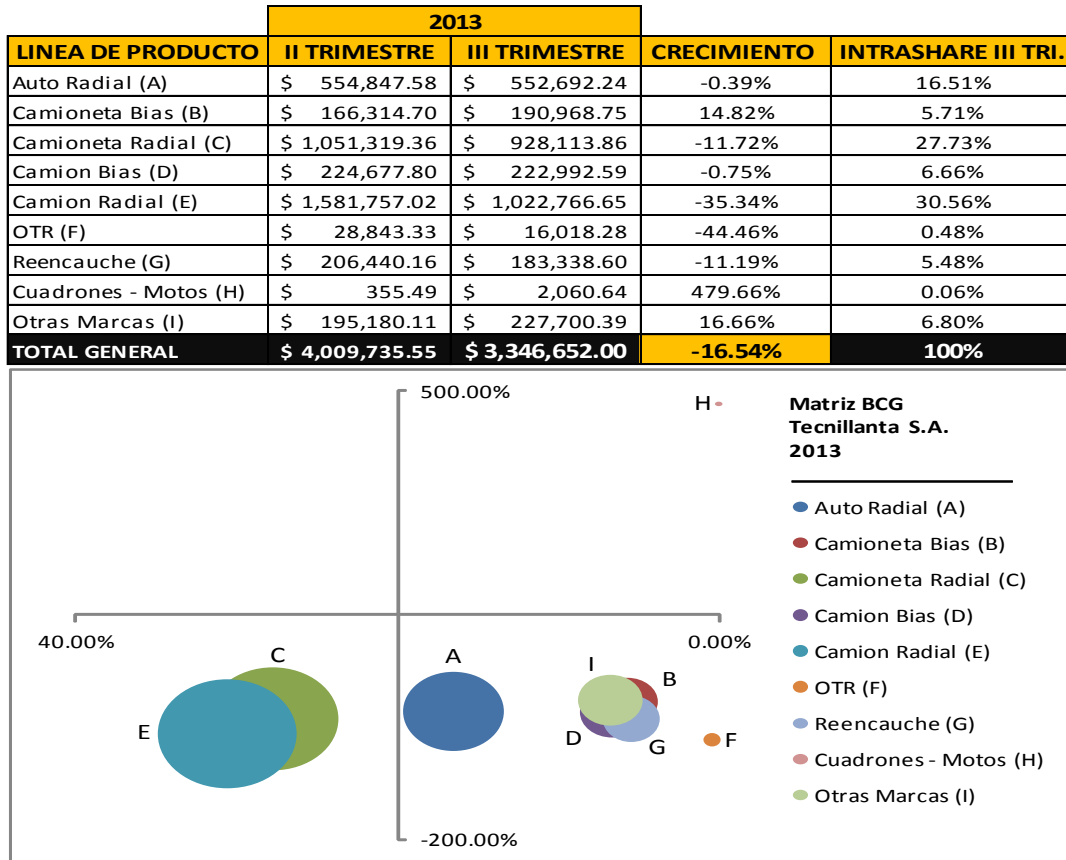 2013
LINEA DE PRODUCTO II TRIMESTRE III TRIMESTRE CRECIMIENTO INTRASHARE III TRI.
Auto Radial (A) $ 554,847.58 $ 552,692.24 -0.39% 16.51%
Camioneta Bias (B) $ 166,314.70 $ 190,968.75 14.82% 5.71%
Camioneta Radial (C) $ 1,051,319.36 $ 928,113.86 -11.72% 27.73%
Camion Bias (D) $ 224,677.80 $ 222,992.59 -0.75% 6.66%
Camion Radial (E) $ 1,581,757.02 $ 1,022,766.65 -35.34% 30.56%
OTR (F) $ 28,843.33 $ 16,018.28 -44.46% 0.48%
Reencauche (G) $ 206,440.16 $ 183,338.60 -11.19% 5.48%
Cuadrones - Motos (H) $ 355.49 $ 2,060.64 479.66% 0.06%
Otras Marcas (I) $ 195,180.11 $ 227,700.39 16.66% 6.80%
TOTAL GENERAL $ 4,009,735.55 $ 3,346,652.00 -16.54% 100%
500.00%
H
40.00%
0.00%
C
A
I
B
E
D
G
F
-200.00%
Matriz BCG
Tecnillanta S.A.
2013
Auto Radial (A)
Camioneta Bias (B)
Camioneta Radial (C)
Camion Bias (D)
Camion Radial (E)
OTR (F)
Reencauche (G)
Cuadrones - Motos (H)
Otras Marcas (I)